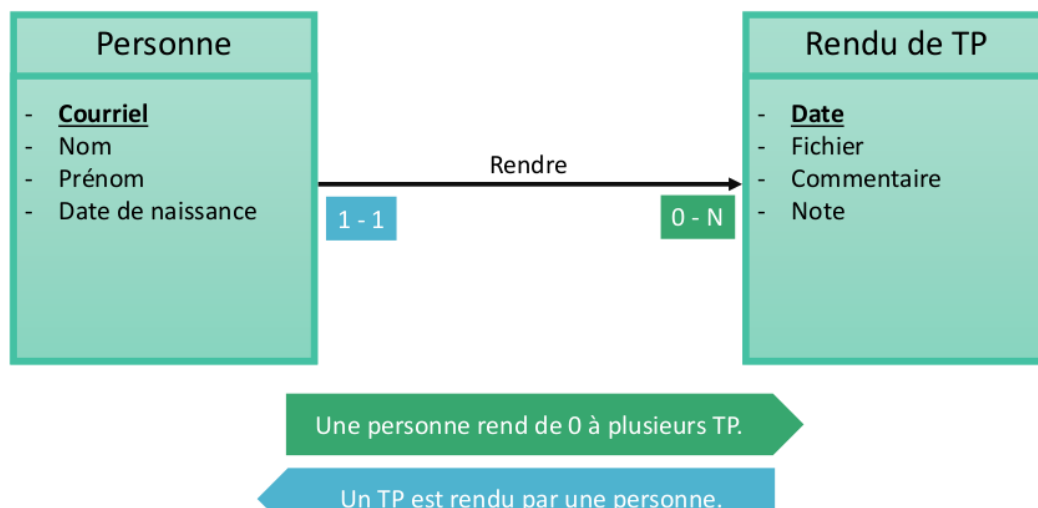 Personne
- Courriel
- Nom
- Prénom
- Date de naissance
Rendre
1 - 1
0 - N
Rendu de TP
- Date
- Fichier
- Commentaire
- Note
Une personne rend de 0 à plusieurs TP.
Un TP est rendu par une personne.